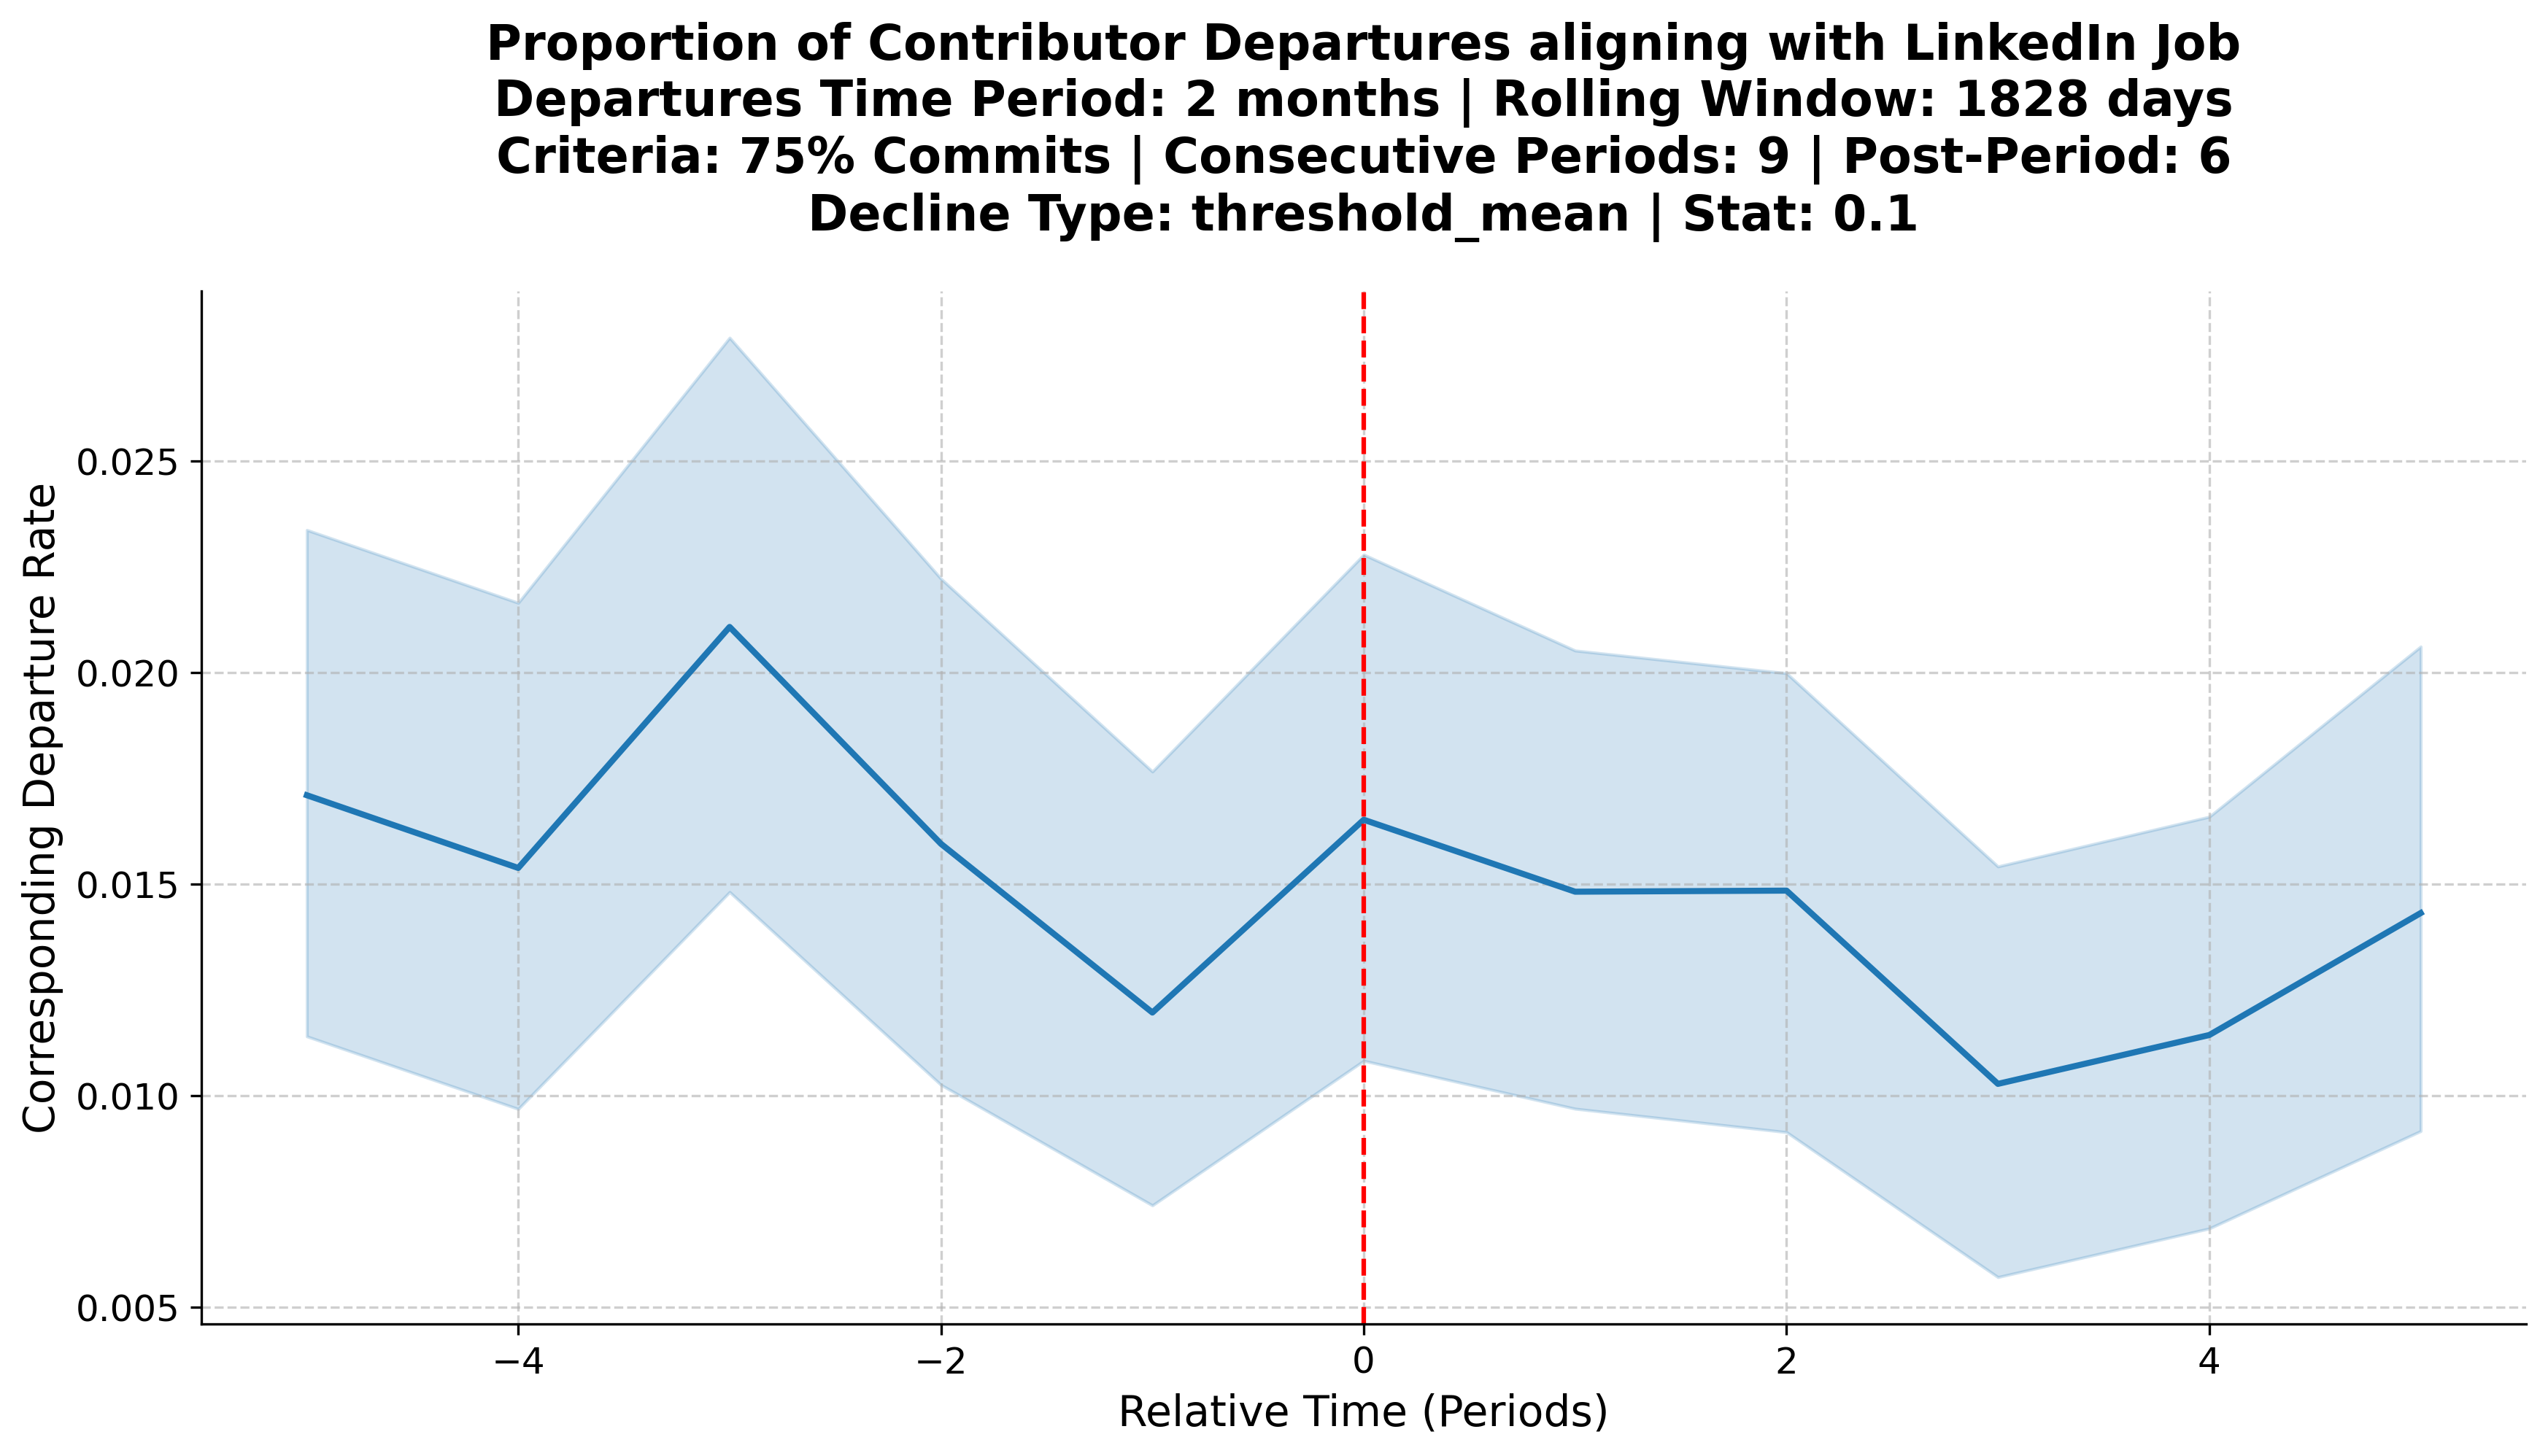 Proportion of Contributor Departures aligning with LinkedIn Job
Departures Time Period: 2 months | Rolling Window: 1828 days
Criteria: 75% Commits | Consecutive Periods: 9 | Post-Period: 6
Decline Type: threshold_mean | Stat: 0.1
Corresponding Departure Rate
0.025
0.020
0.015
0.010
0.005
−4
−2
0
2
4
Relative Time (Periods)